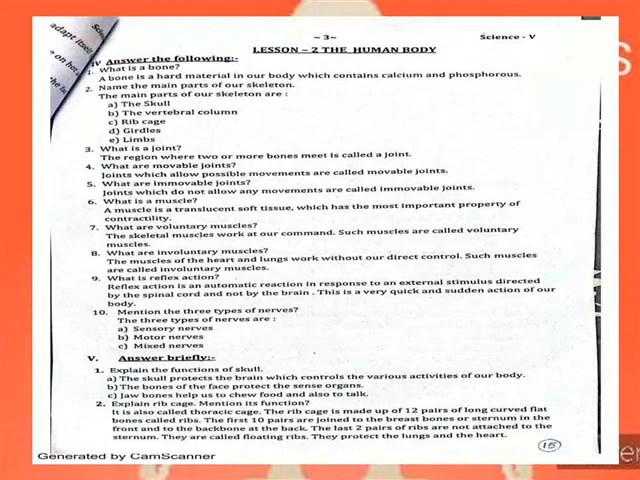 ~ 3~ Science - V
LESSON – 2 THE HUMAN BODY
IV Answer the following:-
1. What is a bone?
A bone is a hard material in our body which contains calcium and phosphorous.
2. Name the main parts of our skeleton.
The main parts of our skeleton are :
a) The Skull
b) The vertebral column
c) Rib cage
d) Girdles
e) Limbs
3. What is a joint?
The region where two or more bones meet is called a joint.
4. What are movable joints?
Joints which allow possible movements are called movable joints.
5. What are immovable joints?
Joints which do not allow any movements are called immovable joints.
6. What is a muscle?
A muscle is a translucent soft tissue, which has the most important property of
contractility.
7. What are voluntary muscles?
The skeletal muscles work at our command. Such muscles are called voluntary
muscles.
8. What are involuntary muscles?
The muscles of the heart and lungs work without our direct control. Such muscles
are called involuntary muscles.
9. What is reflex action?
Reflex action is an automatic reaction in response to an external stimulus directed
by the spinal cord and not by the brain . This is a very quick and sudden action of our
body.
10. Mention the three types of nerves?
The three types of nerves are :
a) Sensory nerves
b) Motor nerves
c) Mixed nerves
V. Answer briefly:-
1. Explain the functions of skull.
a) The skull protects the brain which controls the various activities of our body.
b) The bones of the face protect the sense organs.
c) Jaw bones help us to chew food and also to talk.
2. Explain rib cage. Mention its function?
It is also called thoracic cage. The rib cage is made up of 12 pairs of long curved flat
bones called ribs. The first 10 pairs are joined to the breast bones or sternum in the
front and to the backbone at the back. The last 2 pairs of ribs are not attached to the
sternum. They are called floating ribs. They protect the lungs and the heart.
15
Generated by CamScanner
adapt itself